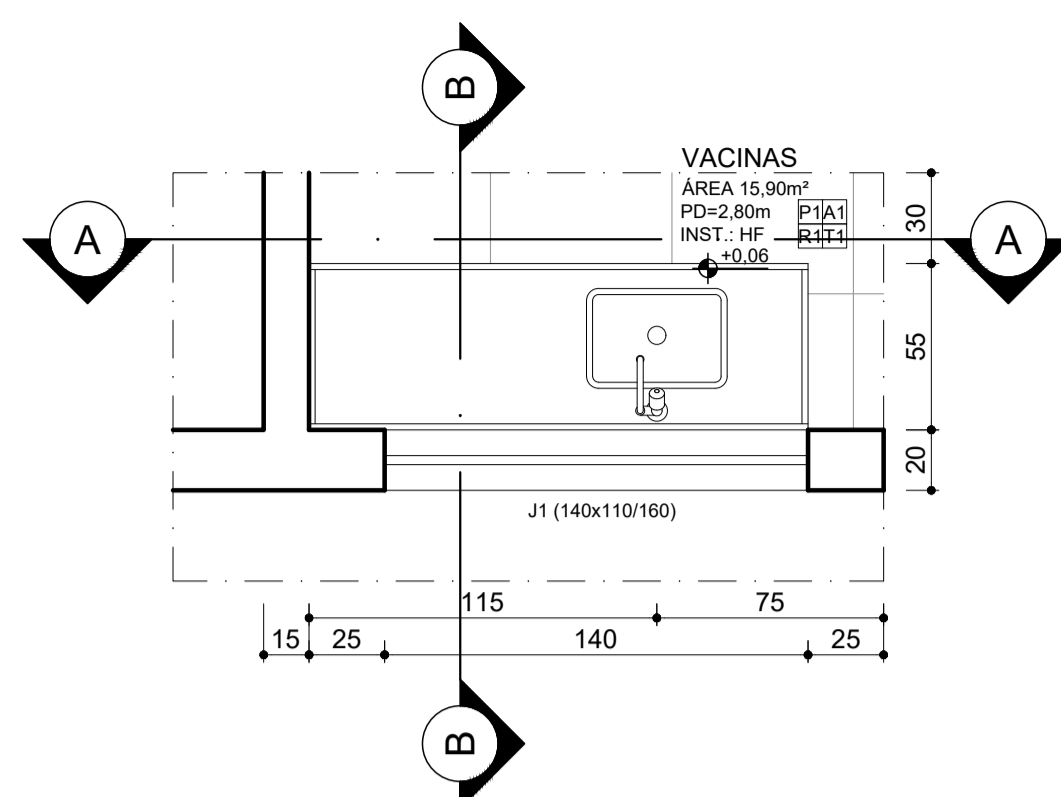 B
VACINAS
ÁREA 15,90m²
PD=2,80m
P1 A1
INST.: HF
R1 T1
+0,06
A
A
30
55
20
J1 (140x110/160)
115
75
15
25
140
25
B